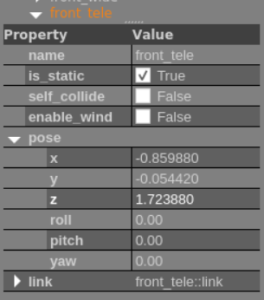 front_tele
Property Value
name front_tele
is_static True
self_collide False
enable_wind False
pose
x -0.859880
y -0.054420
z 1.723880
roll 0.00
pitch 0.00
yaw 0.00
link front_tele::link